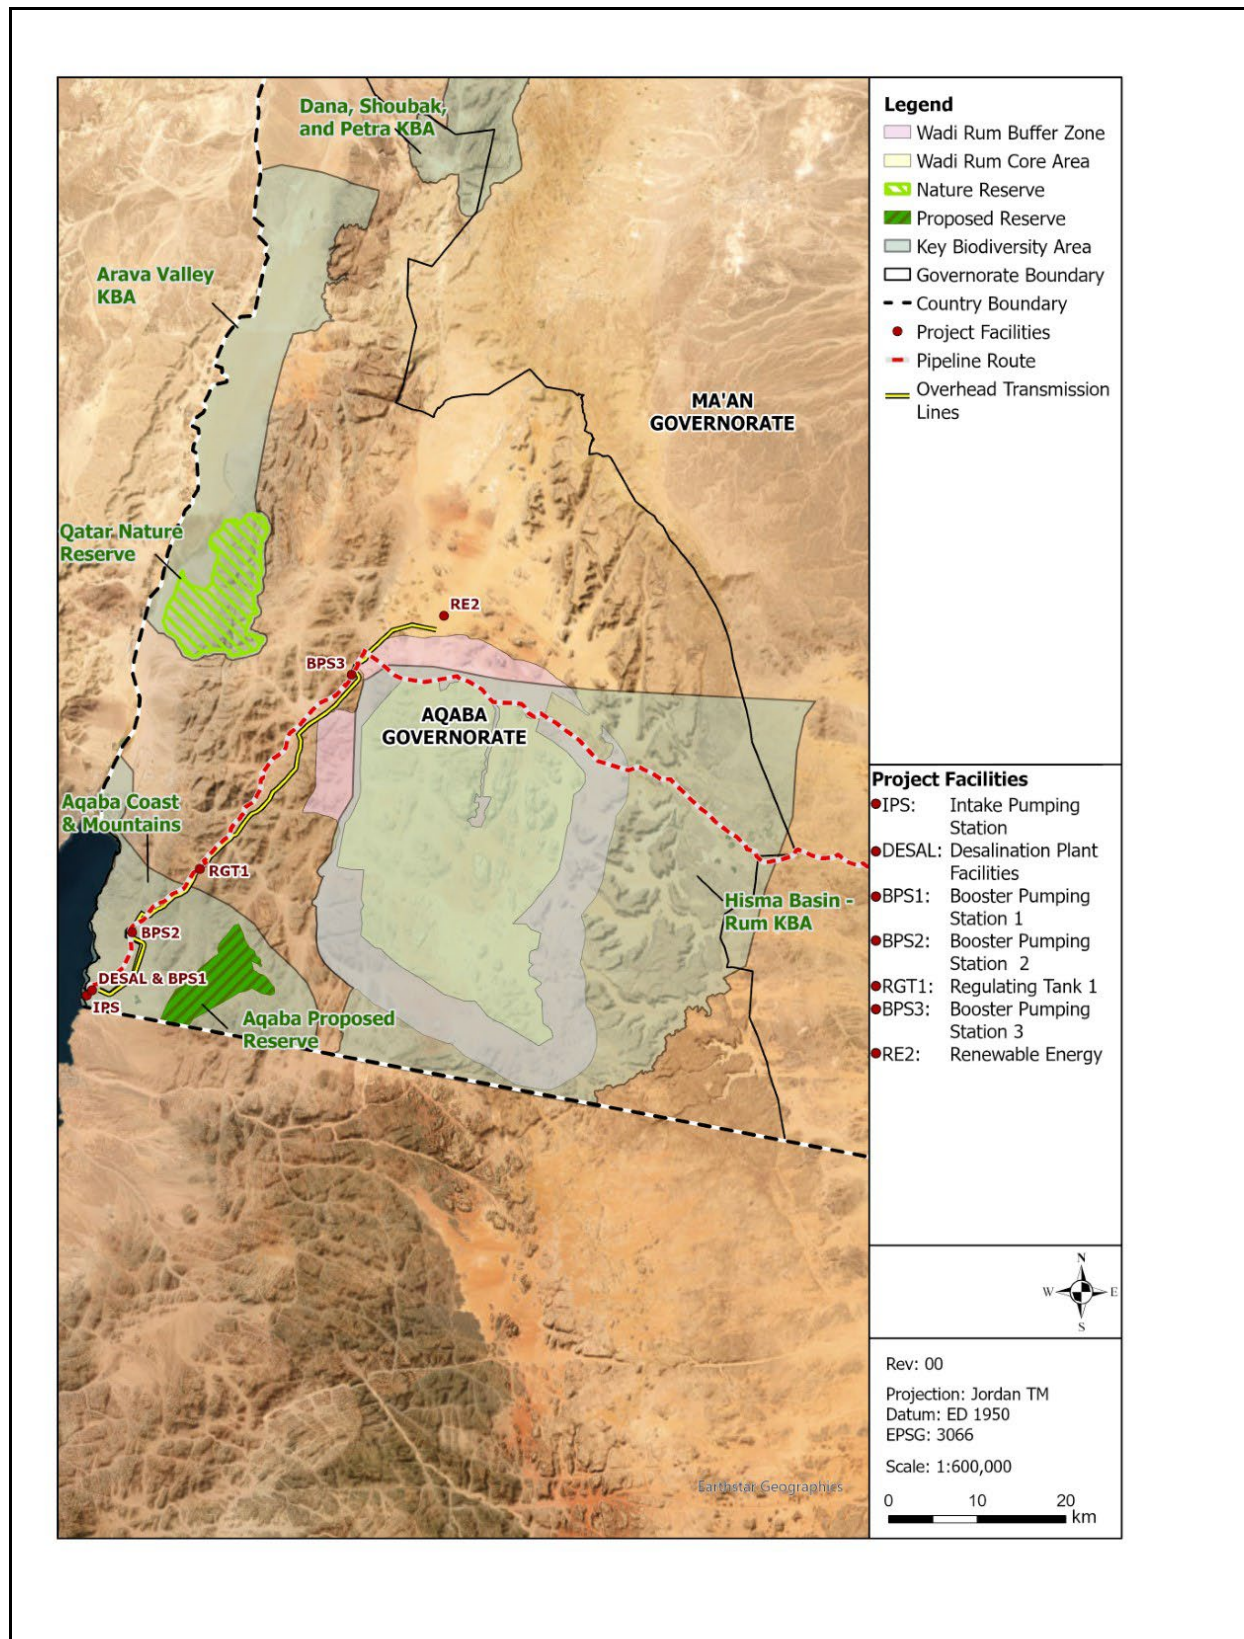 Dana, Shoubak,
and Petra KBA
Arava Valley
KBA
MA'AN
GOVERNORATE
Qatar Nature
Reserve
RE2
BPS3
AQABA
GOVERNORATE
Aqaba Coast
& Mountains
RGT1
Hisma Basin -
Rum KBA
BPS2
DESAL & BPS1
IPS
Aqaba Proposed
Reserve
Earthstar Geographics
Legend
Wadi Rum Buffer Zone
Wadi Rum Core Area
Nature Reserve
Proposed Reserve
Key Biodiversity Area
Governorate Boundary
Country Boundary
Project Facilities
Pipeline Route
Overhead Transmission
Lines
Project Facilities
IPS: Intake Pumping
Station
DESAL: Desalination Plant
Facilities
BPS1: Booster Pumping
Station 1
BPS2: Booster Pumping
Station 2
RGT1: Regulating Tank 1
BPS3: Booster Pumping
Station 3
RE2: Renewable Energy
N
W E
S
Rev: 00
Projection: Jordan TM
Datum: ED 1950
EPSG: 3066
Scale: 1:600,000
0 10 20
km